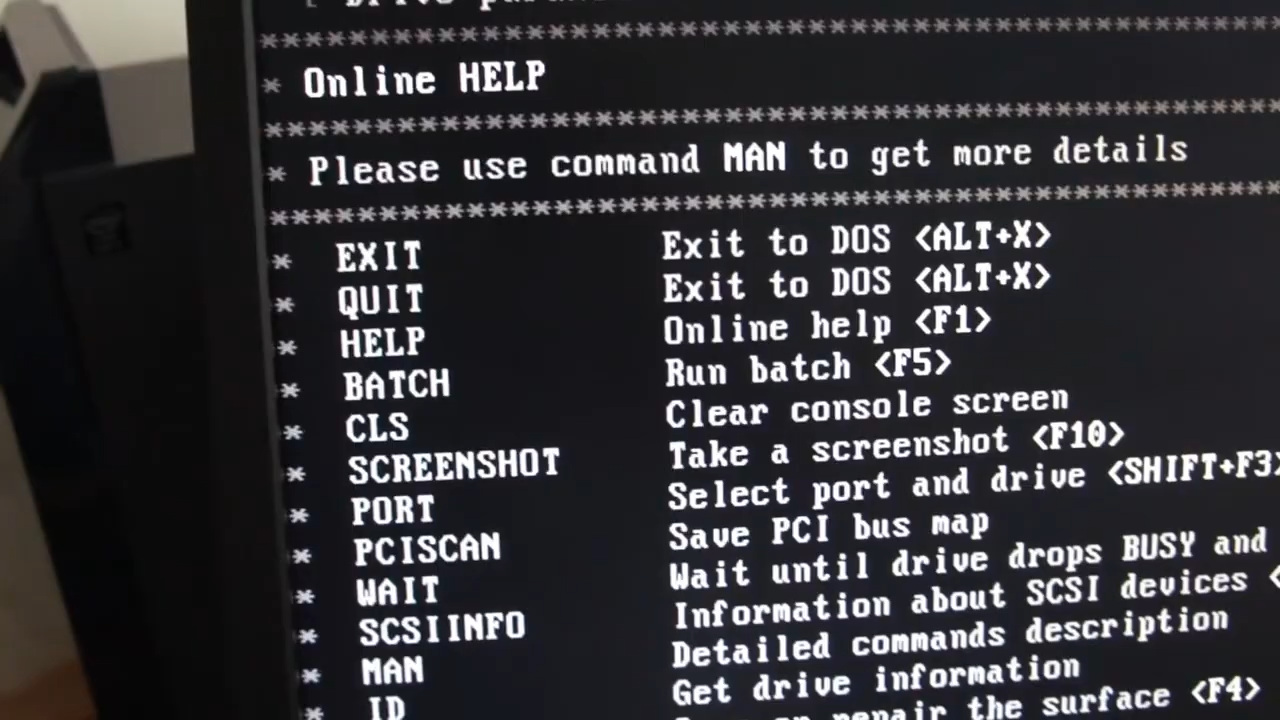 ********************************************
* Online HELP
********************************************
* Please use command MAN to get more details
********************************************
* EXIT Exit to DOS <ALT+X>
* QUIT Exit to DOS <ALT+X>
* HELP Online help <F1>
* BATCH Run batch <F5>
* CLS Clear console screen
* SCREENSHOT Take a screenshot <F10>
* PORT Select port and drive <SHIFT+F3>
* PCISCAN Save PCI bus map
* WAIT Wait until drive drops BUSY and
* SCSIINFO Information about SCSI devices <
* MAN Detailed commands description
* ID Get drive information
repair the surface <F4>